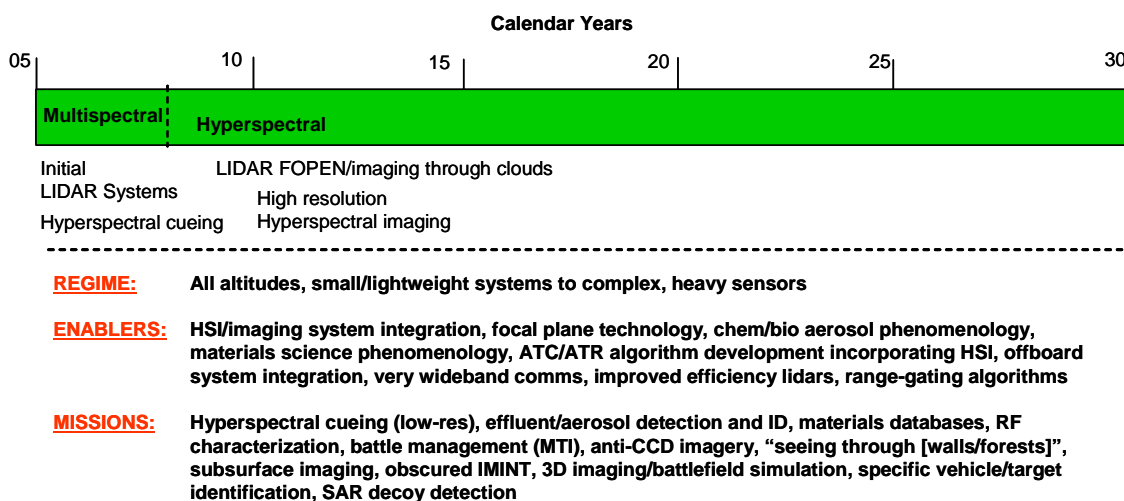 Calendar Years
05 10 15 20 25 30
Multispectral Hyperspectral
Initial LIDAR FOPEN/imaging through clouds
LIDAR Systems High resolution
Hyperspectral cueing Hyperspectral imaging
REGIME: All altitudes, small/lightweight systems to complex, heavy sensors
ENABLERS: HSI/imaging system integration, focal plane technology, chem/bio aerosol phenomenology,
materials science phenomenology, ATC/ATR algorithm development incorporating HSI, offboard
system integration, very wideband comms, improved efficiency lidars, range-gating algorithms
MISSIONS: Hyperspectral cueing (low-res), effluent/aerosol detection and ID, materials databases, RF
characterization, battle management (MTI), anti-CCD imagery, “seeing through [walls/forests]”,
subsurface imaging, obscured IMINT, 3D imaging/battlefield simulation, specific vehicle/target
identification, SAR decoy detection